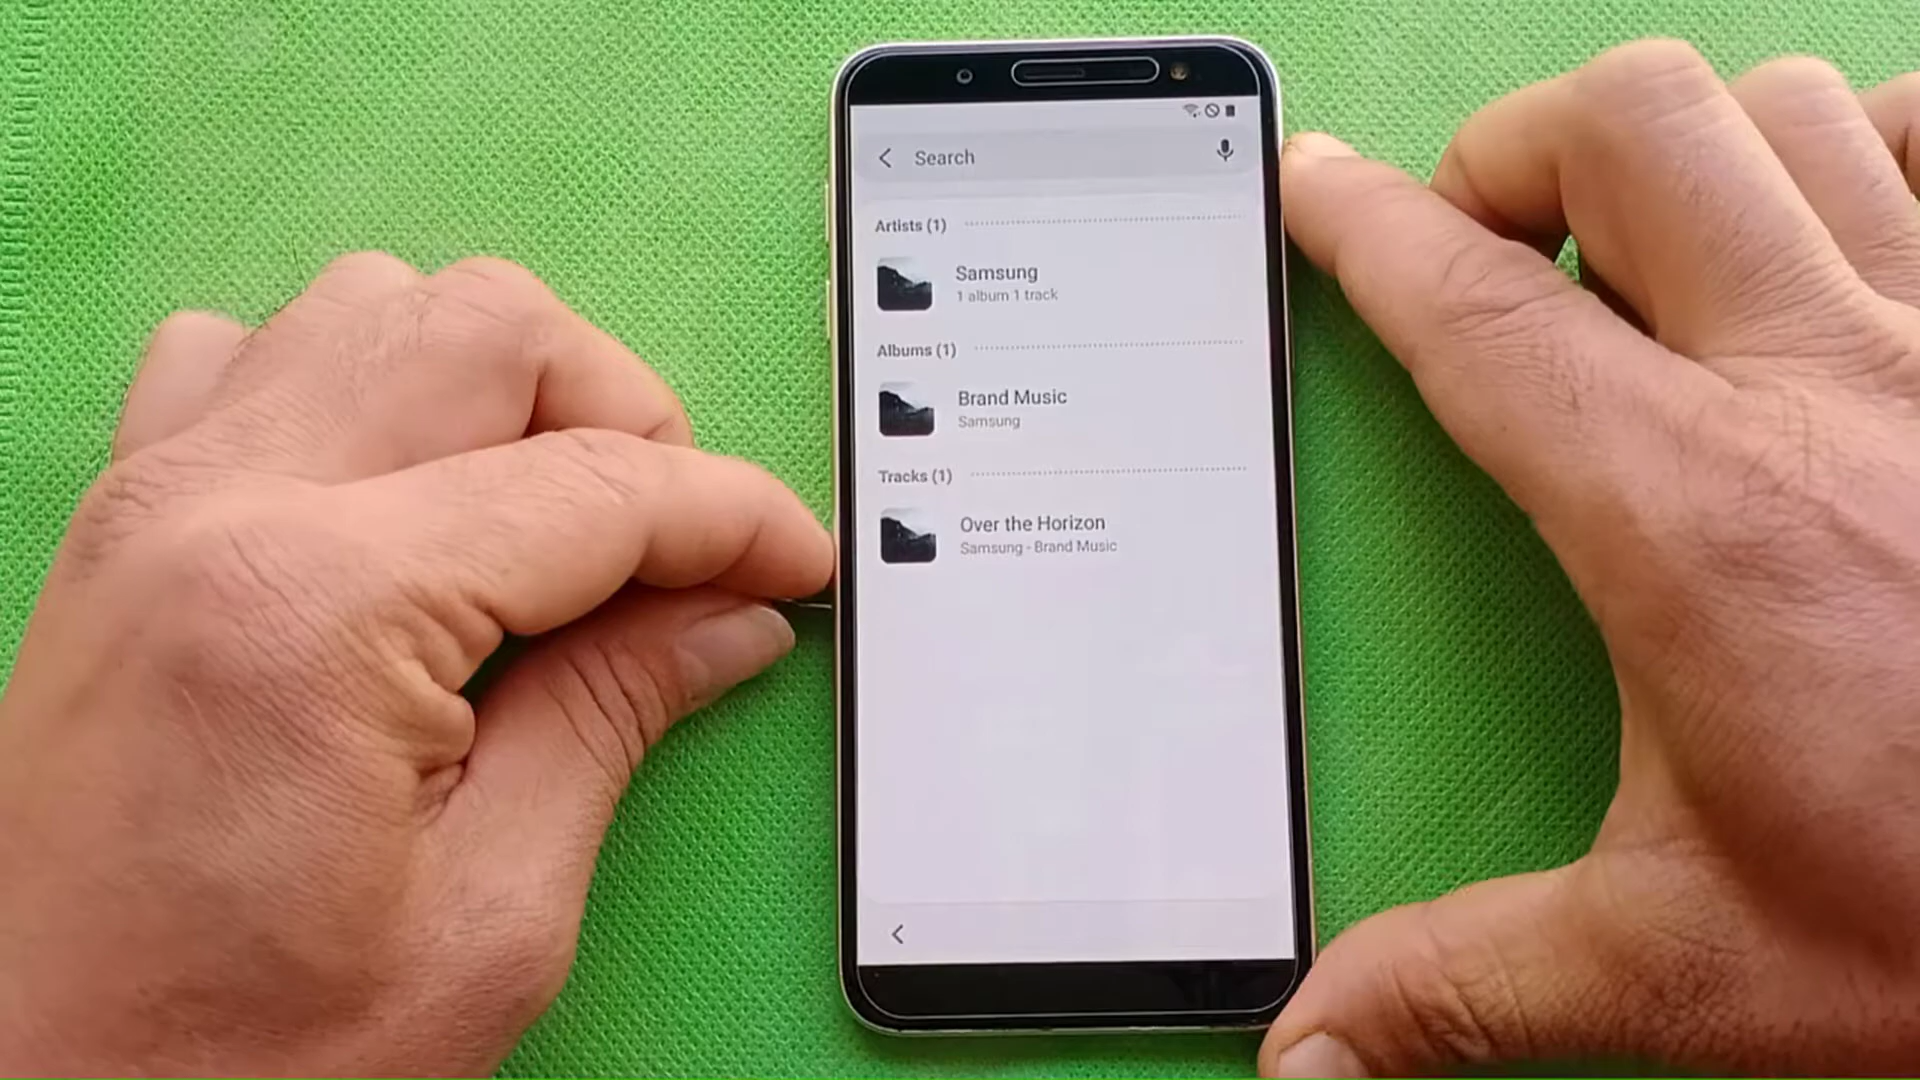 Search
Artists (1)
Samsung
1 album 1 track
Albums (1)
Brand Music
Samsung
Tracks (1)
Over the Horizon
Samsung - Brand Music